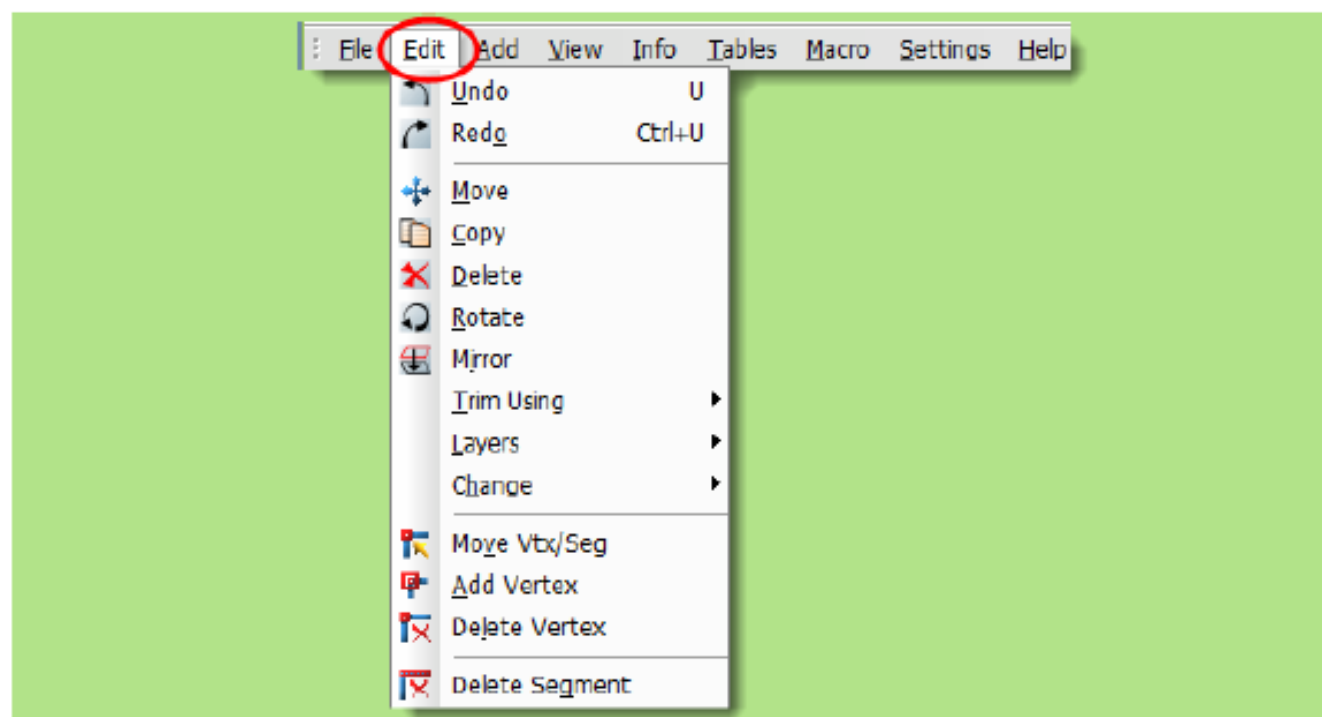 File Edit Add View Info Tables Macro Settings Help
Undo U
Redo Ctrl+U
Move
Copy
Delete
Rotate
Mirror
Trim Using
Layers
Change
Move Vtx/Seg
Add Vertex
Delete Vertex
Delete Segment